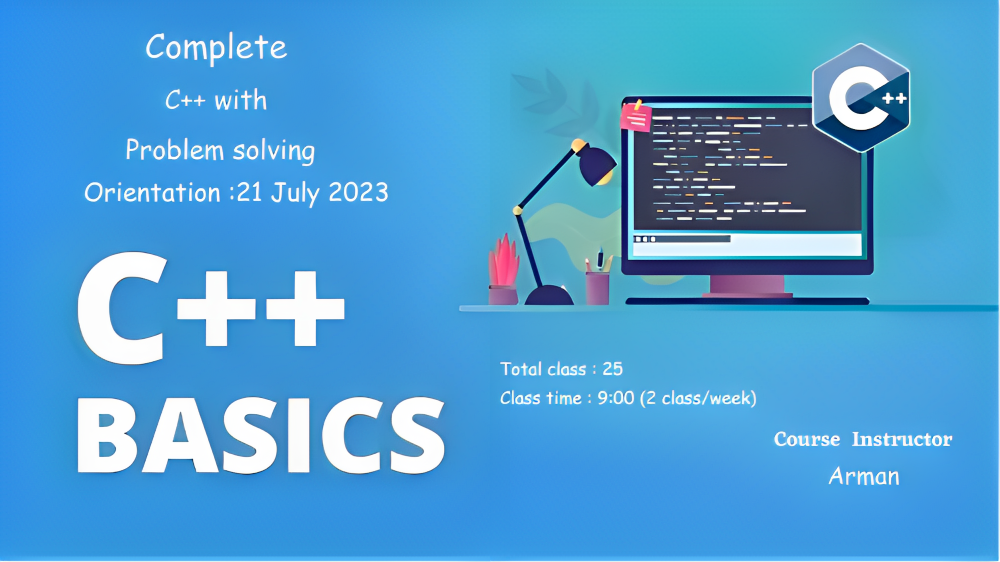 Complete
C++ with
Problem solving
Orientation :21 July 2023
C++
BASICS
C++
Total class : 25
Class time : 9:00 (2 class/week)
Course Instructor
Arman